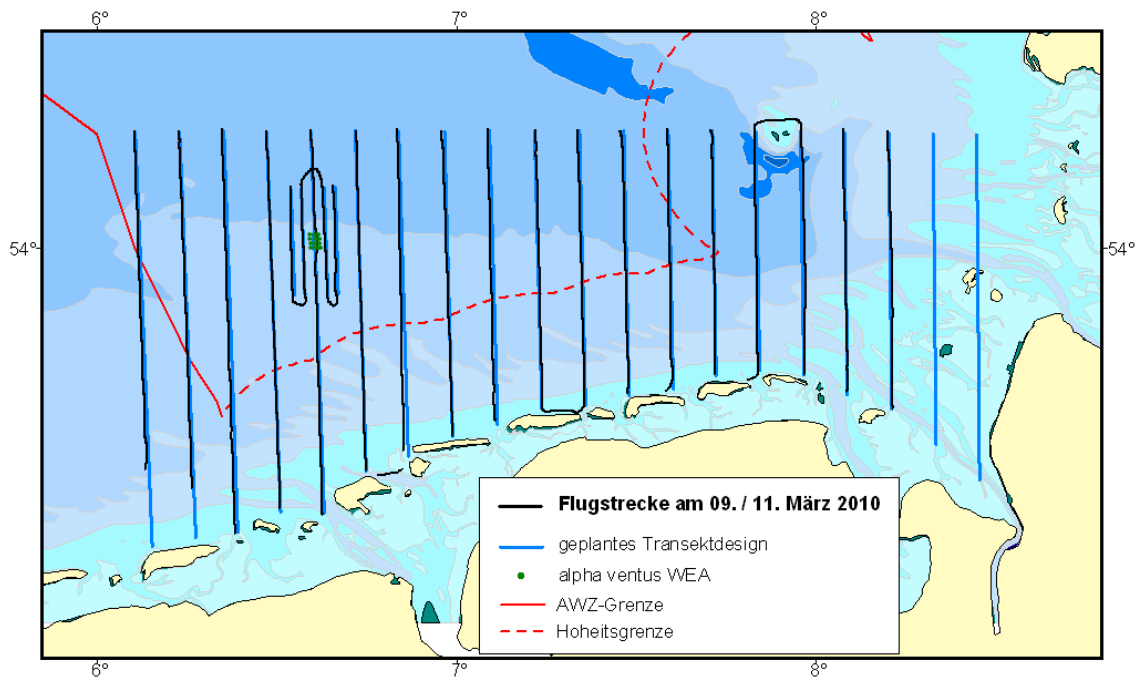 6°
7°
8°
54°
54°
Flugstrecke am 09. / 11. März 2010
geplantes Transektdesign
alpha ventus WEA
AWZ-Grenze
Hoheitsgrenze
6°
7°
8°